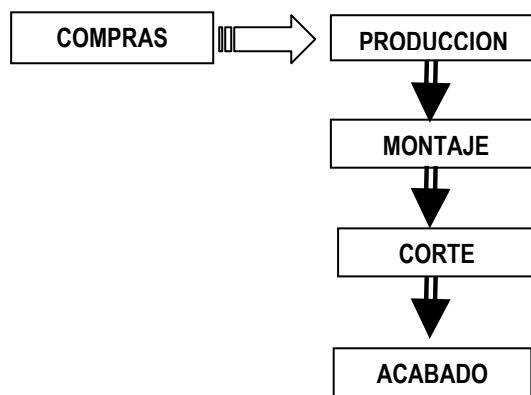 COMPRAS
PRODUCCION
MONTAJE
CORTE
ACABADO